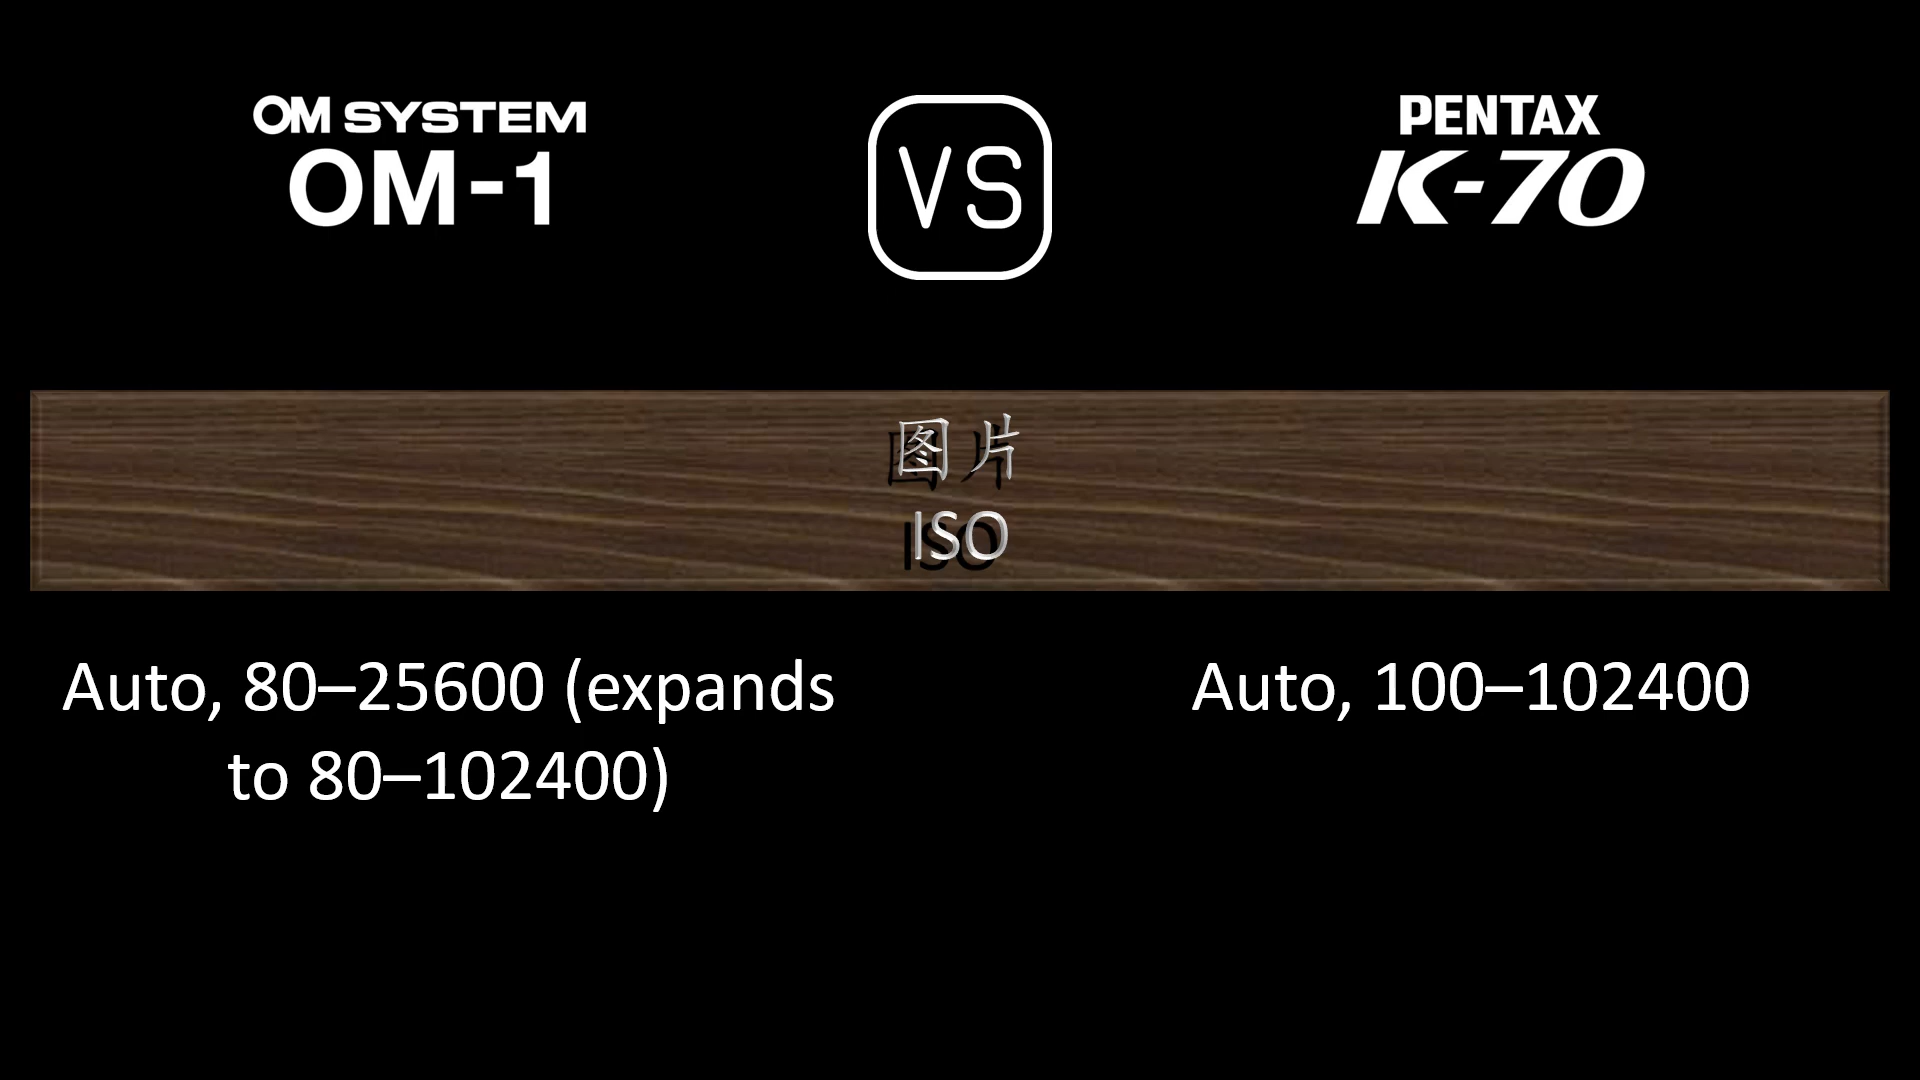 OM SYSTEM
OM-1
VS
PENTAX
K-70
图片
ISO
Auto, 80–25600 (expands
to 80–102400)
Auto, 100–102400